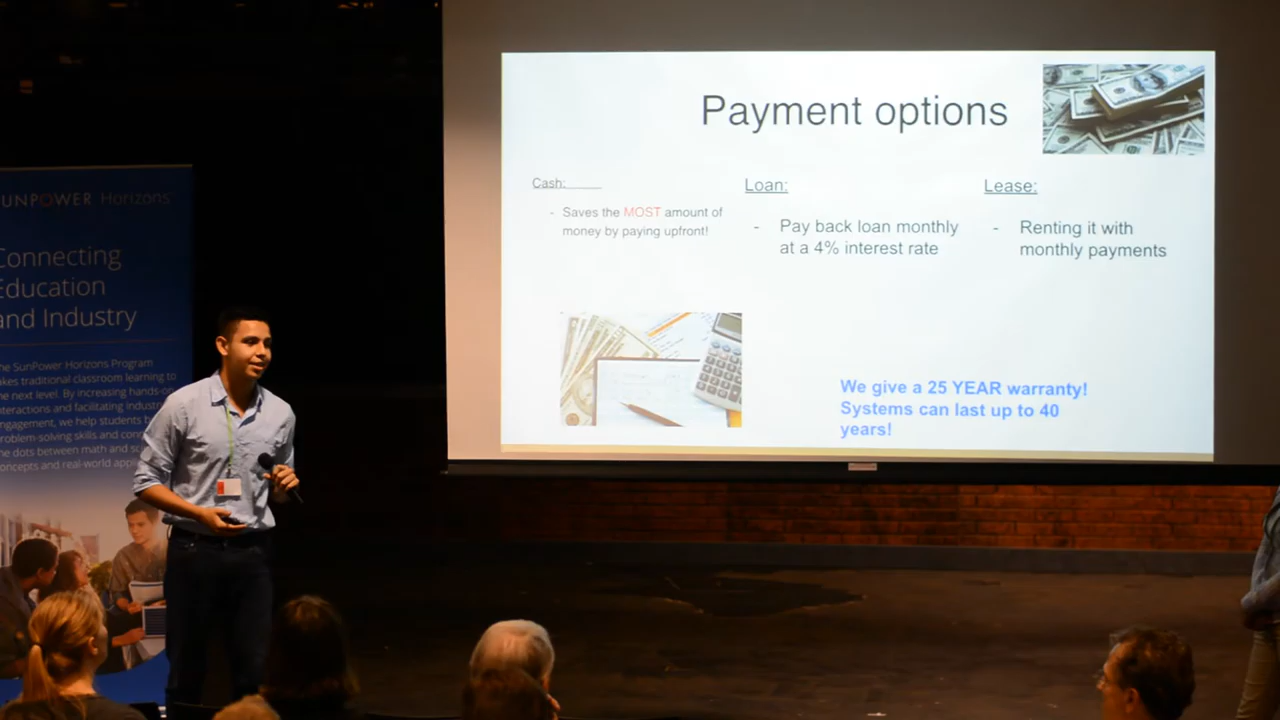 Payment options
Cash:
- Saves the MOST amount of
money by paying upfront!
Loan:
- Pay back loan monthly
at a 4% interest rate
Lease:
- Renting it with
monthly payments
We give a 25 YEAR warranty!
Systems can last up to 40
years!
SUNPOWER Horizons
Connecting
Education
and Industry
The SunPower Horizons Program
takes traditional classroom learning to
the next level. By increasing hands-on
interactions and facilitating
engagement, we help students
problem-solving skills and
the dots between math and
concepts and real-world